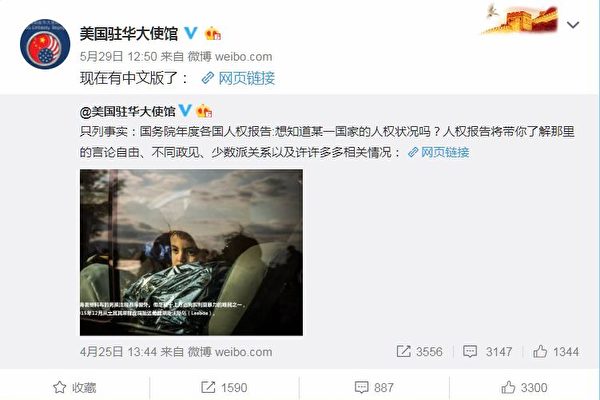 美国驻华大使馆
5月29日 12:50 来自 微博 weibo.com
现在有中文版了： 网页链接
@美国驻华大使馆
只列事实：国务院年度各国人权报告:想知道某一国家的人权状况吗？人权报告将带你了解那里
的言论自由、不同政见、少数派关系以及许许多多相关情况： 网页链接
4月25日 13:44 来自 微博 weibo.com 3556 3147 1344
收藏 1590 887 3300